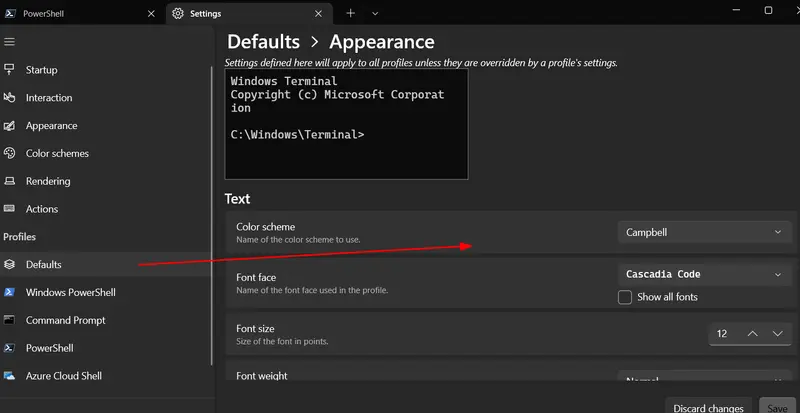 PowerShell
Settings
Startup
Interaction
Appearance
Color schemes
Rendering
Actions
Profiles
Defaults
Windows PowerShell
Command Prompt
PowerShell
Azure Cloud Shell
Defaults > Appearance
Settings defined here will apply to all profiles unless they are overridden by a profile's settings.
Windows Terminal
Copyright (c) Microsoft Corporat
ion
C:\Windows\Terminal>
Text
Color scheme
Name of the color scheme to use.
Campbell
Font face
Name of the font face used in the profile.
Cascadia Code
Show all fonts
Font size
Size of the font in points.
12
Font weight
Normal
Discard changes
Save